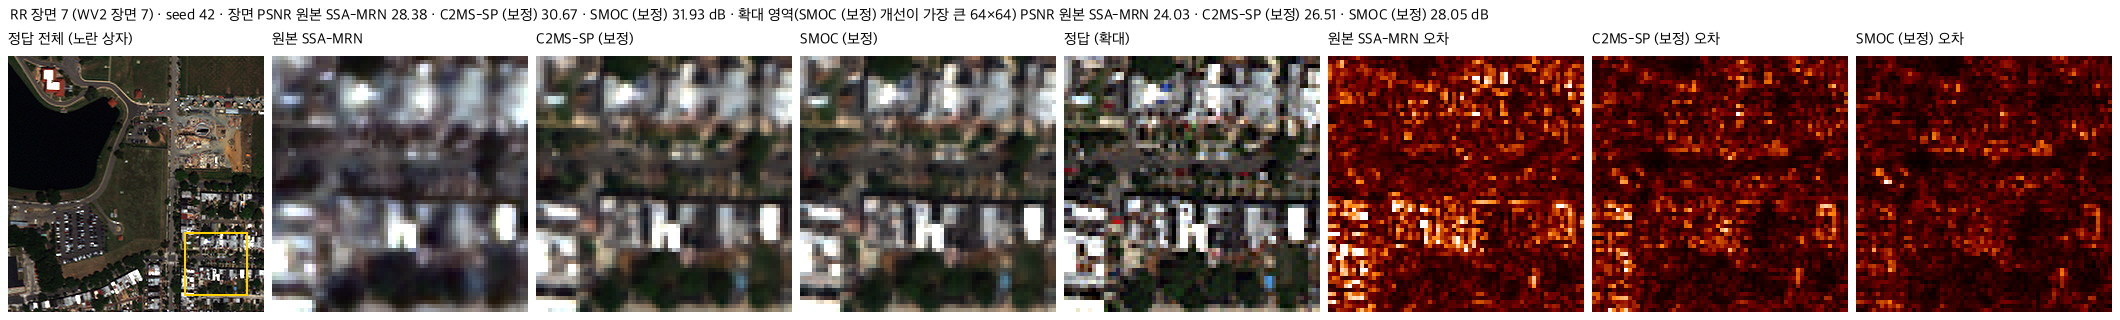 RR 장면 7 (WV2 장면 7) · seed 42 · 장면 PSNR 원본 SSA-MRN 28.38 · C2MS-SP (보정) 30.67 · SMOC (보정) 31.93 dB · 확대 영역(SMOC (보정) 개선이 가장 큰 64×64) PSNR 원본 SSA-MRN 24.03 · C2MS-SP (보정) 26.51 · SMOC (보정) 28.05 dB
정답 전체 (노란 상자)
원본 SSA-MRN
C2MS-SP (보정)
SMOC (보정)
정답 (확대)
원본 SSA-MRN 오차
C2MS-SP (보정) 오차
SMOC (보정) 오차